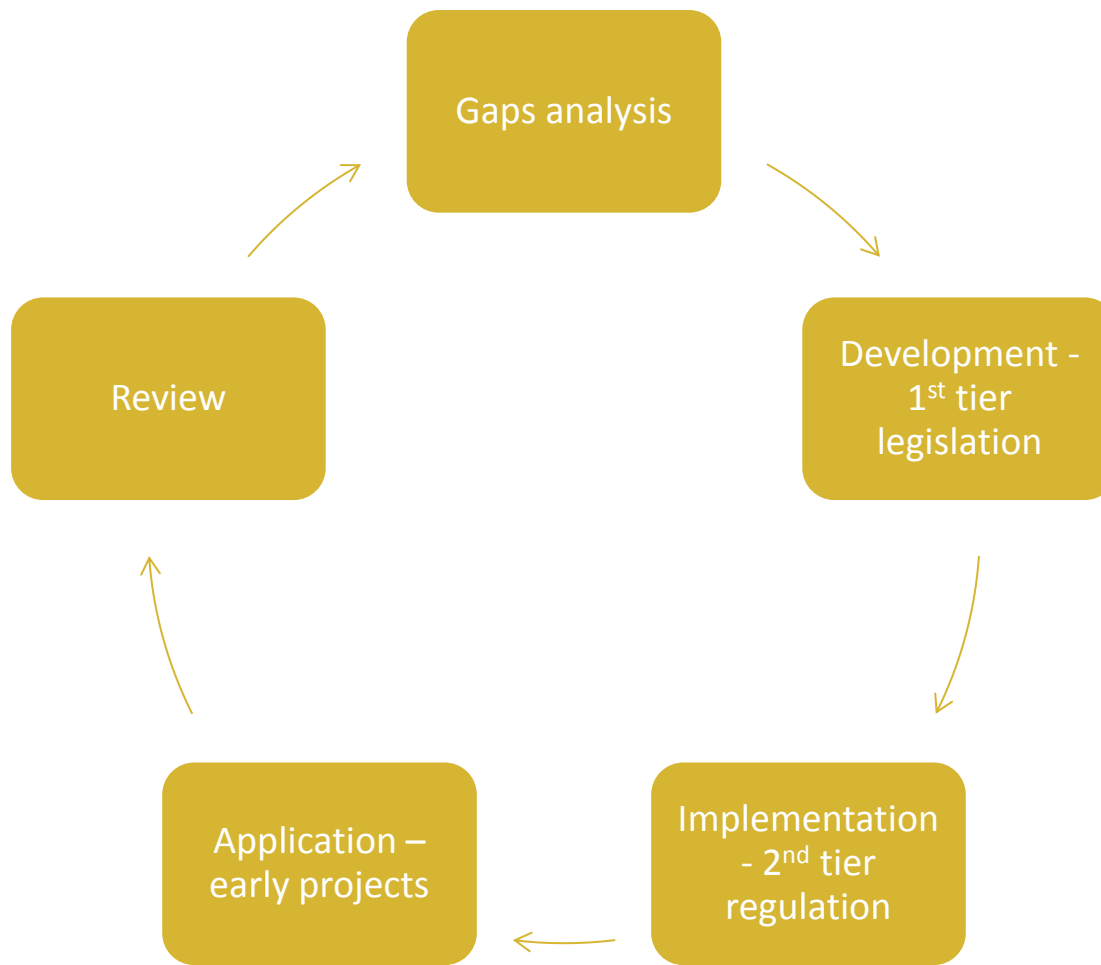 Gaps analysis
Development -
1st tier
legislation
Implementation
- 2nd tier
regulation
Application –
early projects
Review